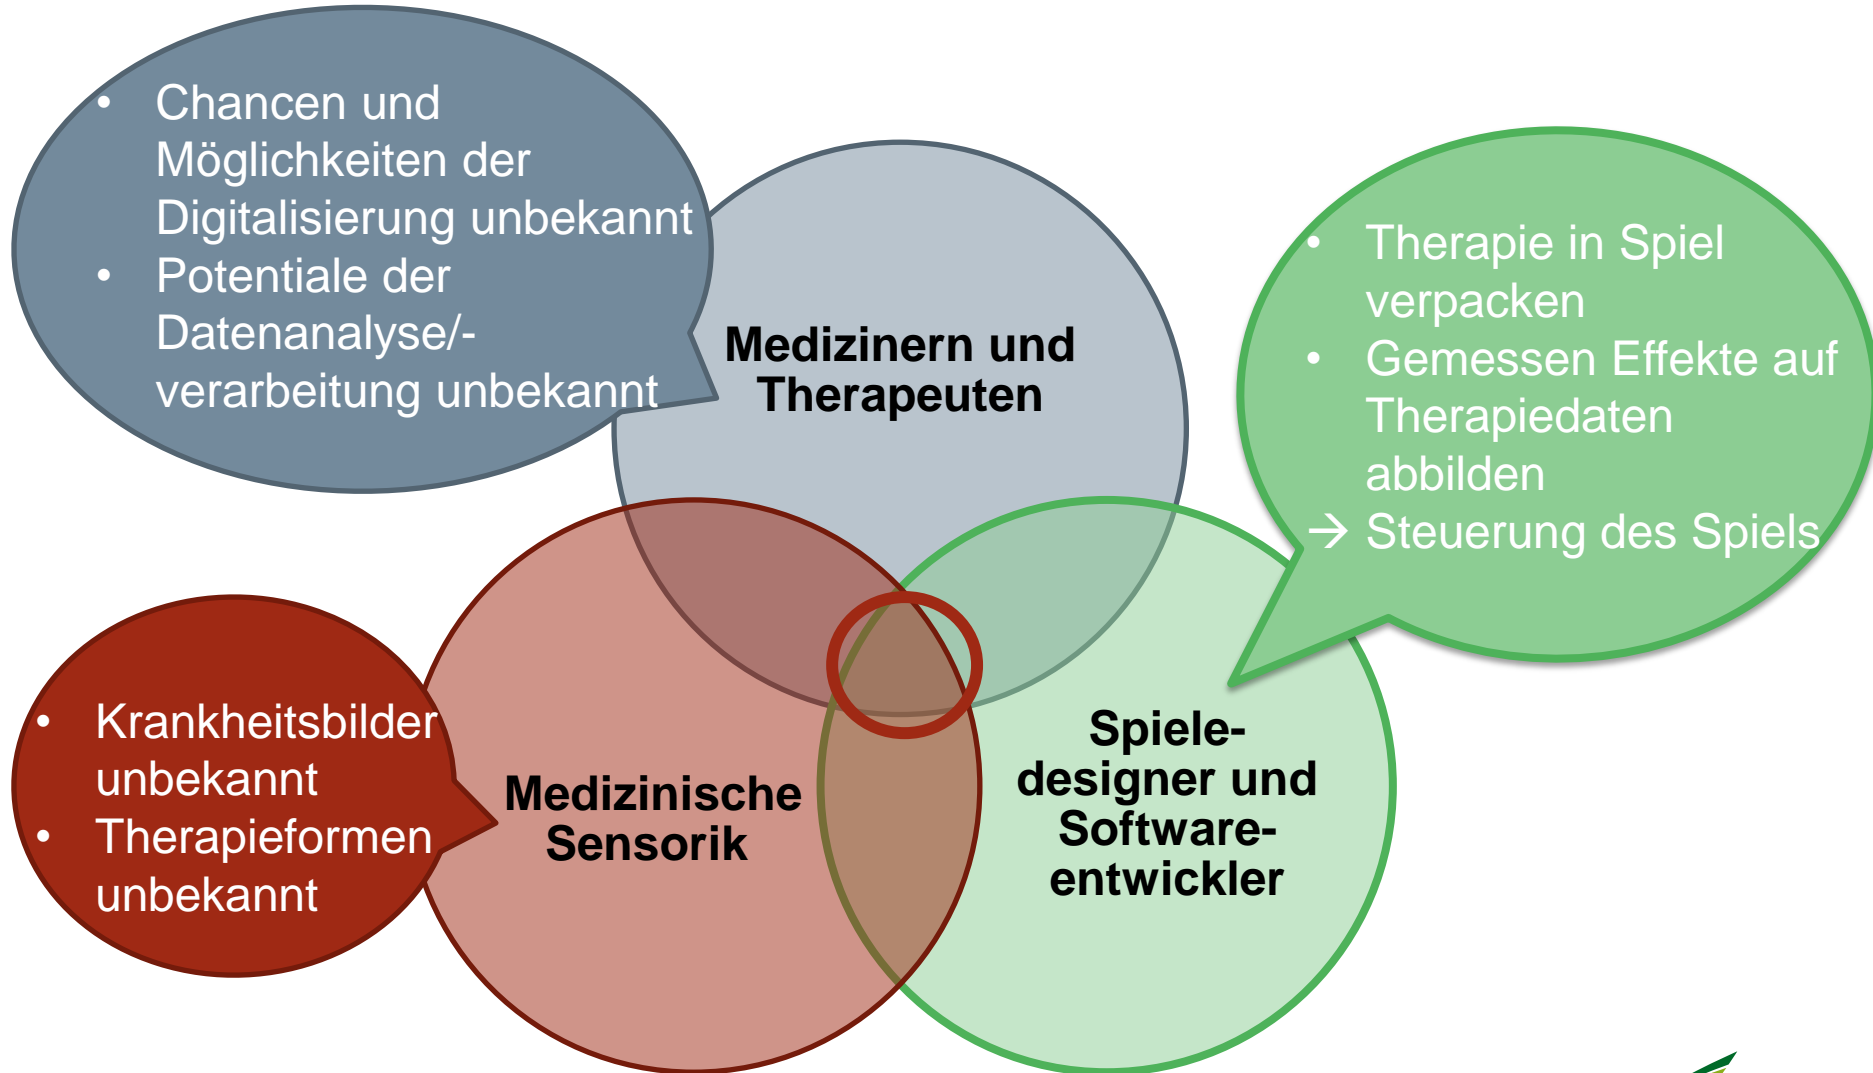 • Chancen und
Möglichkeiten der
Digitalisierung unbekannt
• Potentiale der
Datenanalyse/-
verarbeitung unbekannt
Medizinern und
Therapeuten
• Therapie in Spiel
verpacken
• Gemessen Effekte auf
Therapiedaten
abbilden
→ Steuerung des Spiels
• Krankheitsbilder
unbekannt
• Therapieformen
unbekannt
Medizinische
Sensorik
Spiele-
designer und
Software-
entwickler